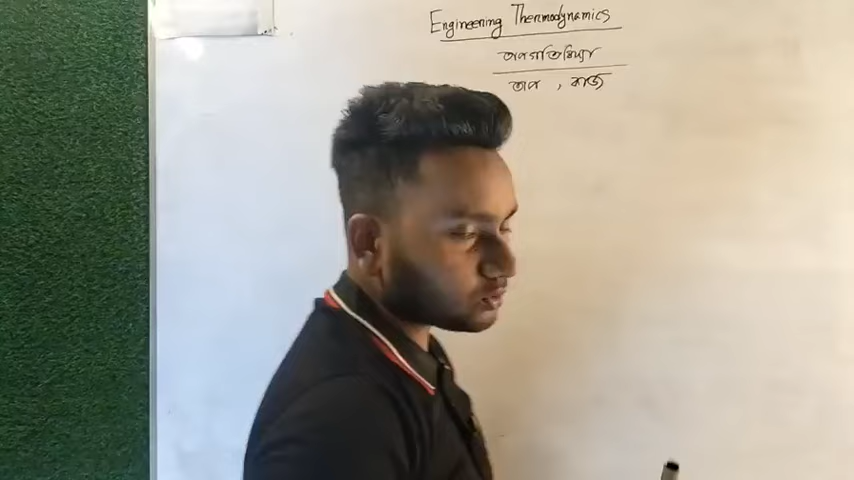 Engineering Thermodynamics
তাপগতিবিদ্যা
তাপ , কাজ